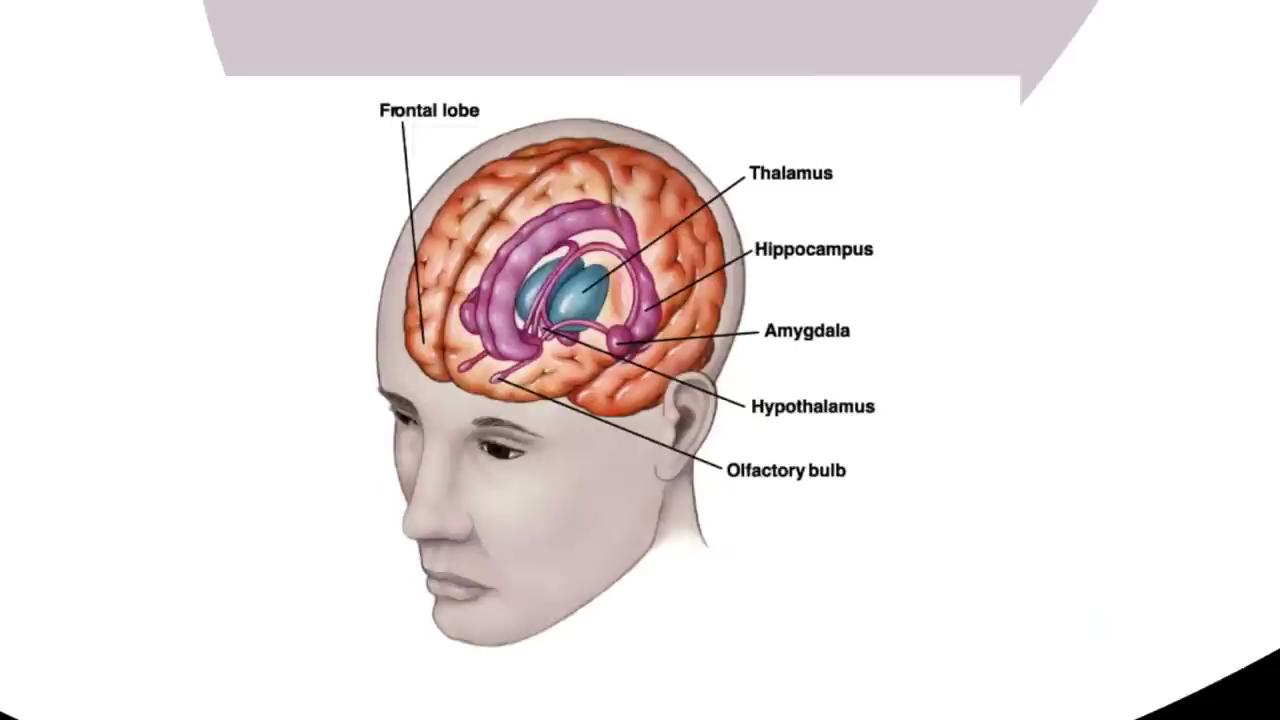 Frontal lobe
Thalamus
Hippocampus
Amygdala
Hypothalamus
Olfactory bulb